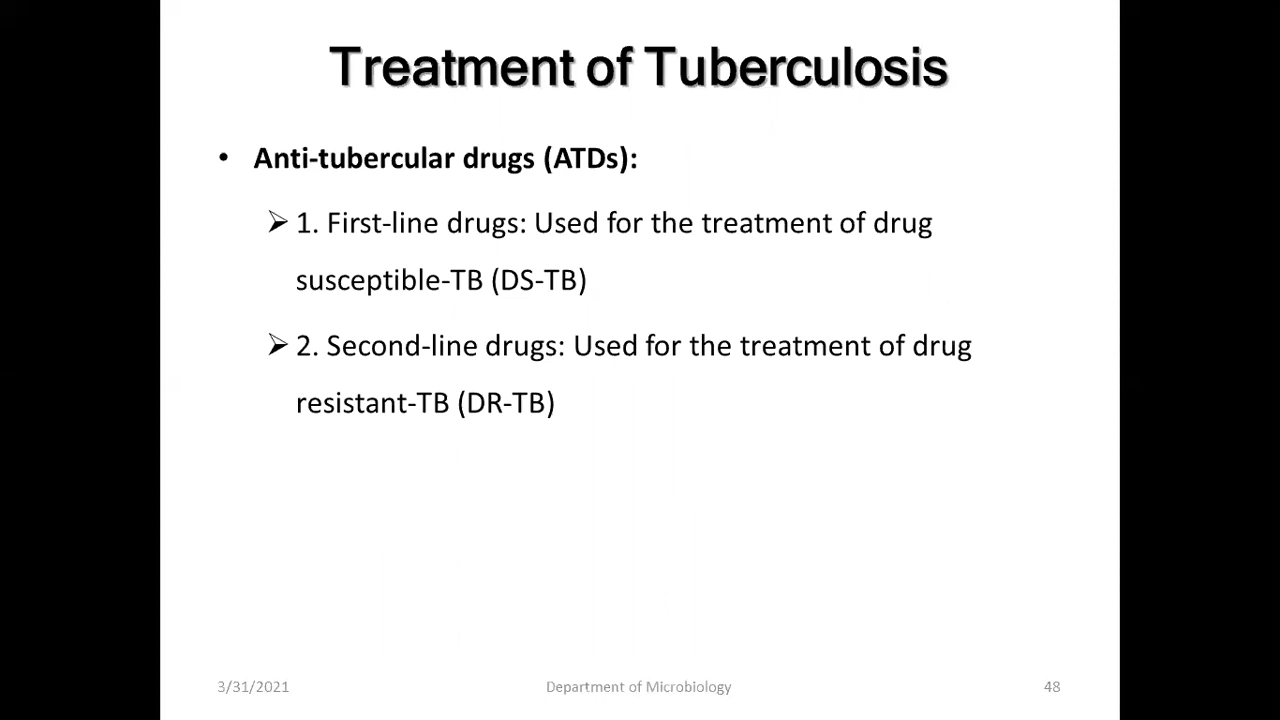 Treatment of Tuberculosis
• Anti-tubercular drugs (ATDs):
➢ 1. First-line drugs: Used for the treatment of drug
susceptible-TB (DS-TB)
➢ 2. Second-line drugs: Used for the treatment of drug
resistant-TB (DR-TB)
3/31/2021 Department of Microbiology 48